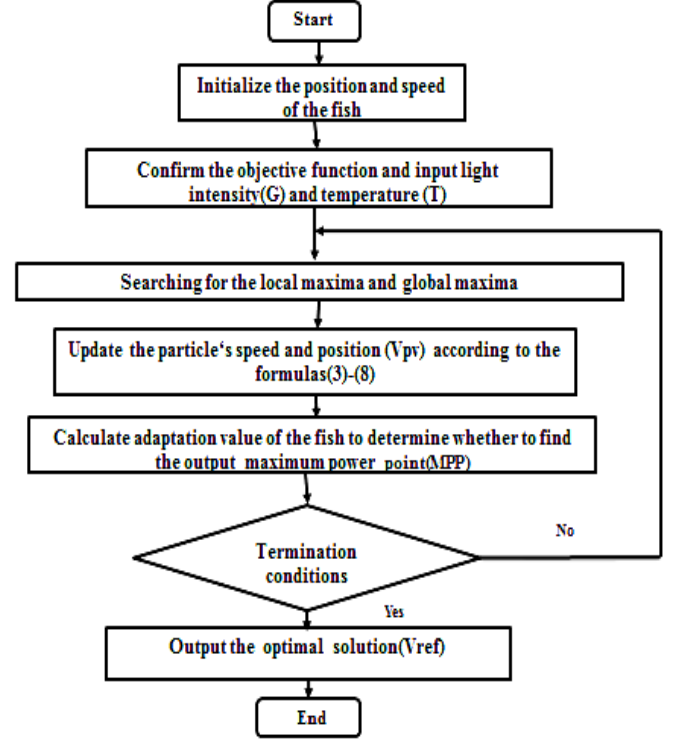 Start
Initialize the position and speed
of the fish
Confirm the objective function and input light
intensity(G) and temperature (T)
Searching for the local maxima and global maxima
Update the particle‘s speed and position (Vpv) according to the
formulas(3)-(8)
Calculate adaptation value of the fish to determine whether to find
the output maximum power point(MPP)
Termination
conditions
No
Yes
Output the optimal solution(Vref)
End